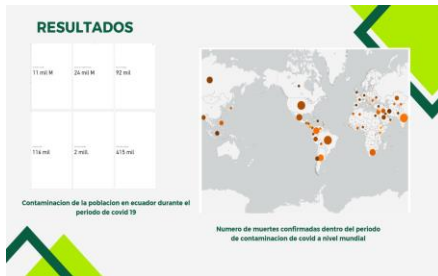 RESULTADOS
11 mil M
24 mil M
92 mil
114 mil
2 mill.
415 mil
Contaminacion de la poblacion en ecuador durante el
periodo de covid 19
Numero de muertes confirmadas dentro del periodo
de contaminacion de covid a nivel mundial